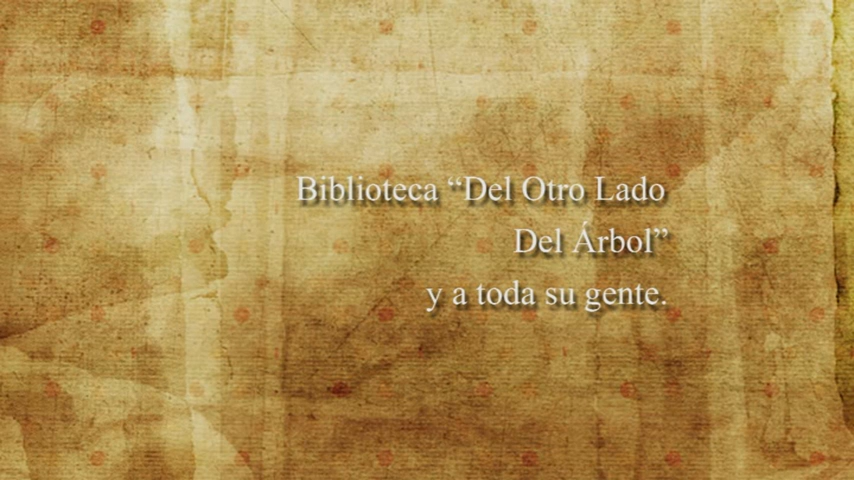 Biblioteca “Del Otro Lado
Del Árbol”
y a toda su gente.